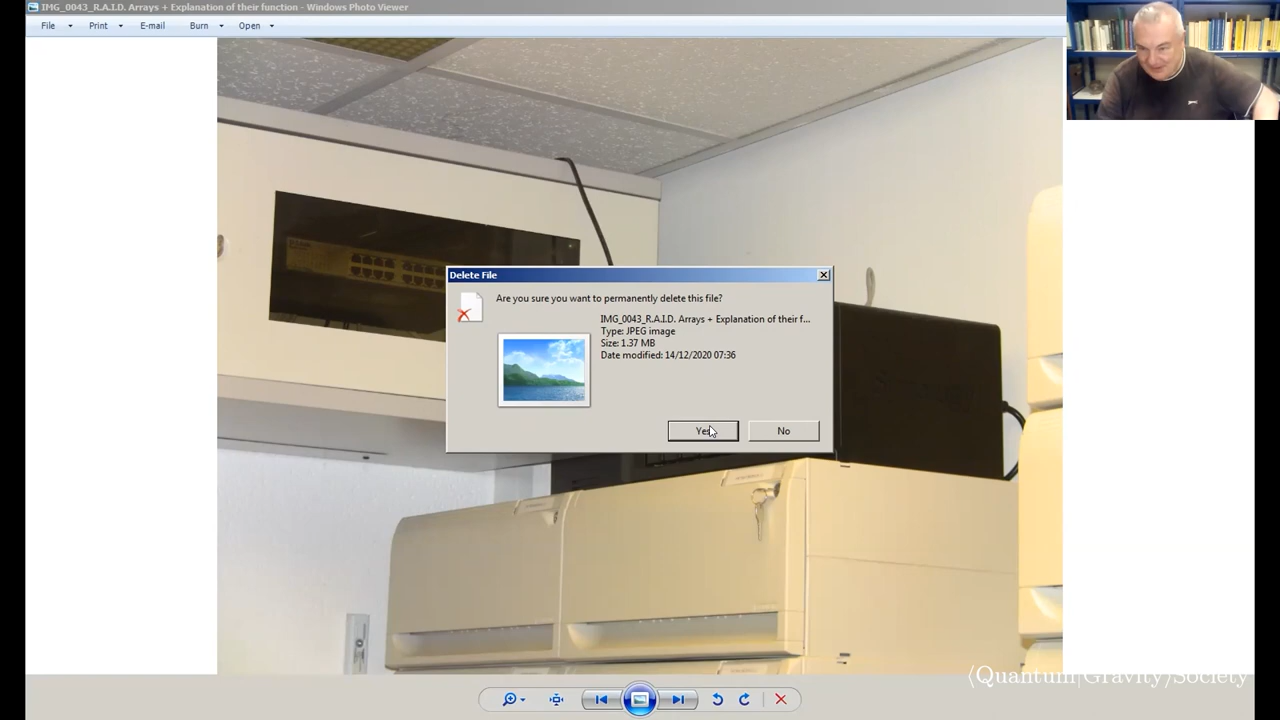 IMG_0043_R.A.I.D. Arrays + Explanation of their function - Windows Photo Viewer
File Print E-mail Burn Open
Delete File
Are you sure you want to permanently delete this file?
IMG_0043_R.A.I.D. Arrays + Explanation of their f...
Type: JPEG image
Size: 1.37 MB
Date modified: 14/12/2020 07:36
Yes No
⟨Quantum|Gravity⟩Society